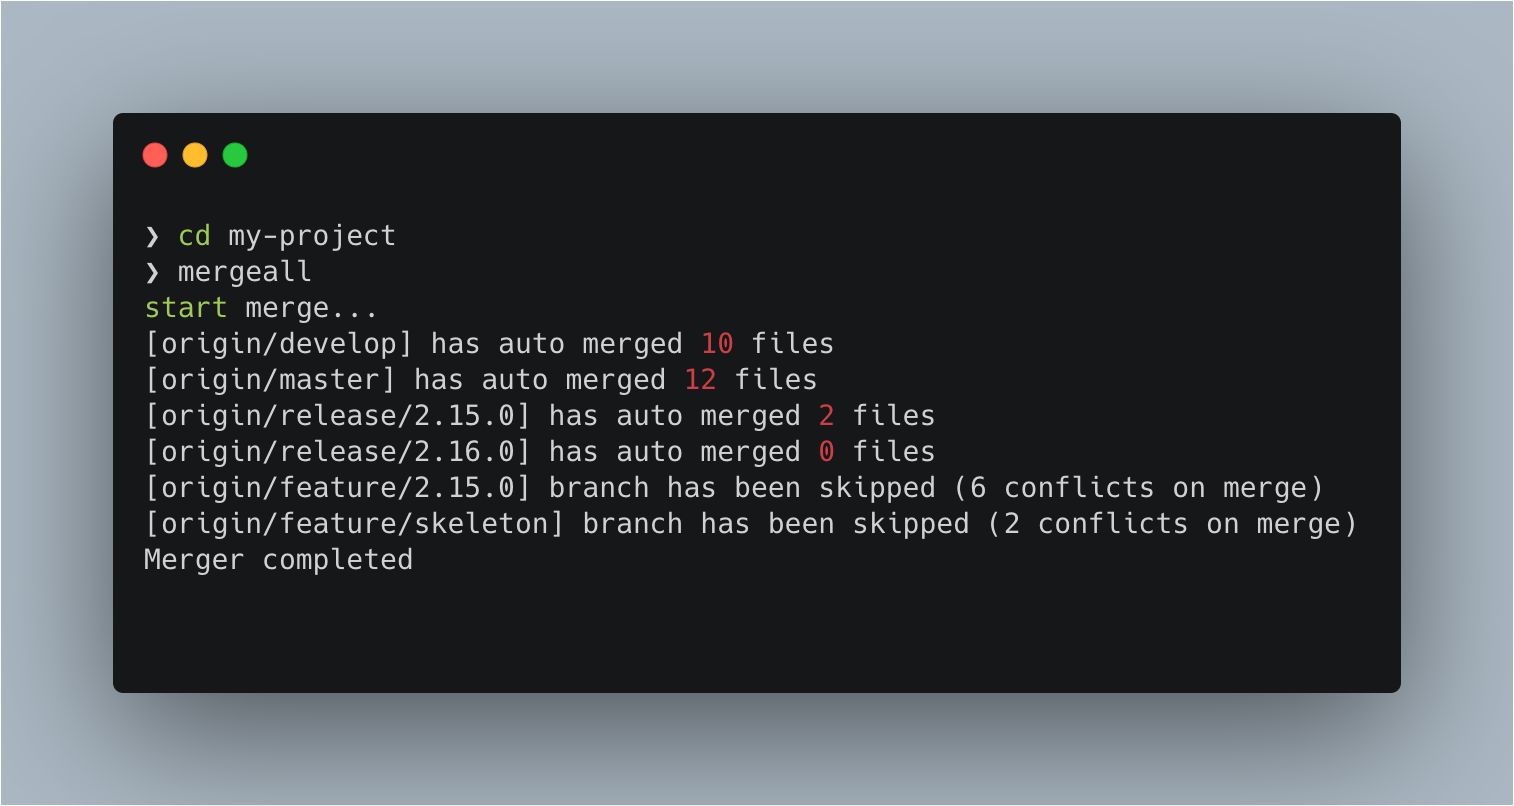 ❯ cd my-project
❯ mergeall
start merge...
[origin/develop] has auto merged 10 files
[origin/master] has auto merged 12 files
[origin/release/2.15.0] has auto merged 2 files
[origin/release/2.16.0] has auto merged 0 files
[origin/feature/2.15.0] branch has been skipped (6 conflicts on merge)
[origin/feature/skeleton] branch has been skipped (2 conflicts on merge)
Merger completed